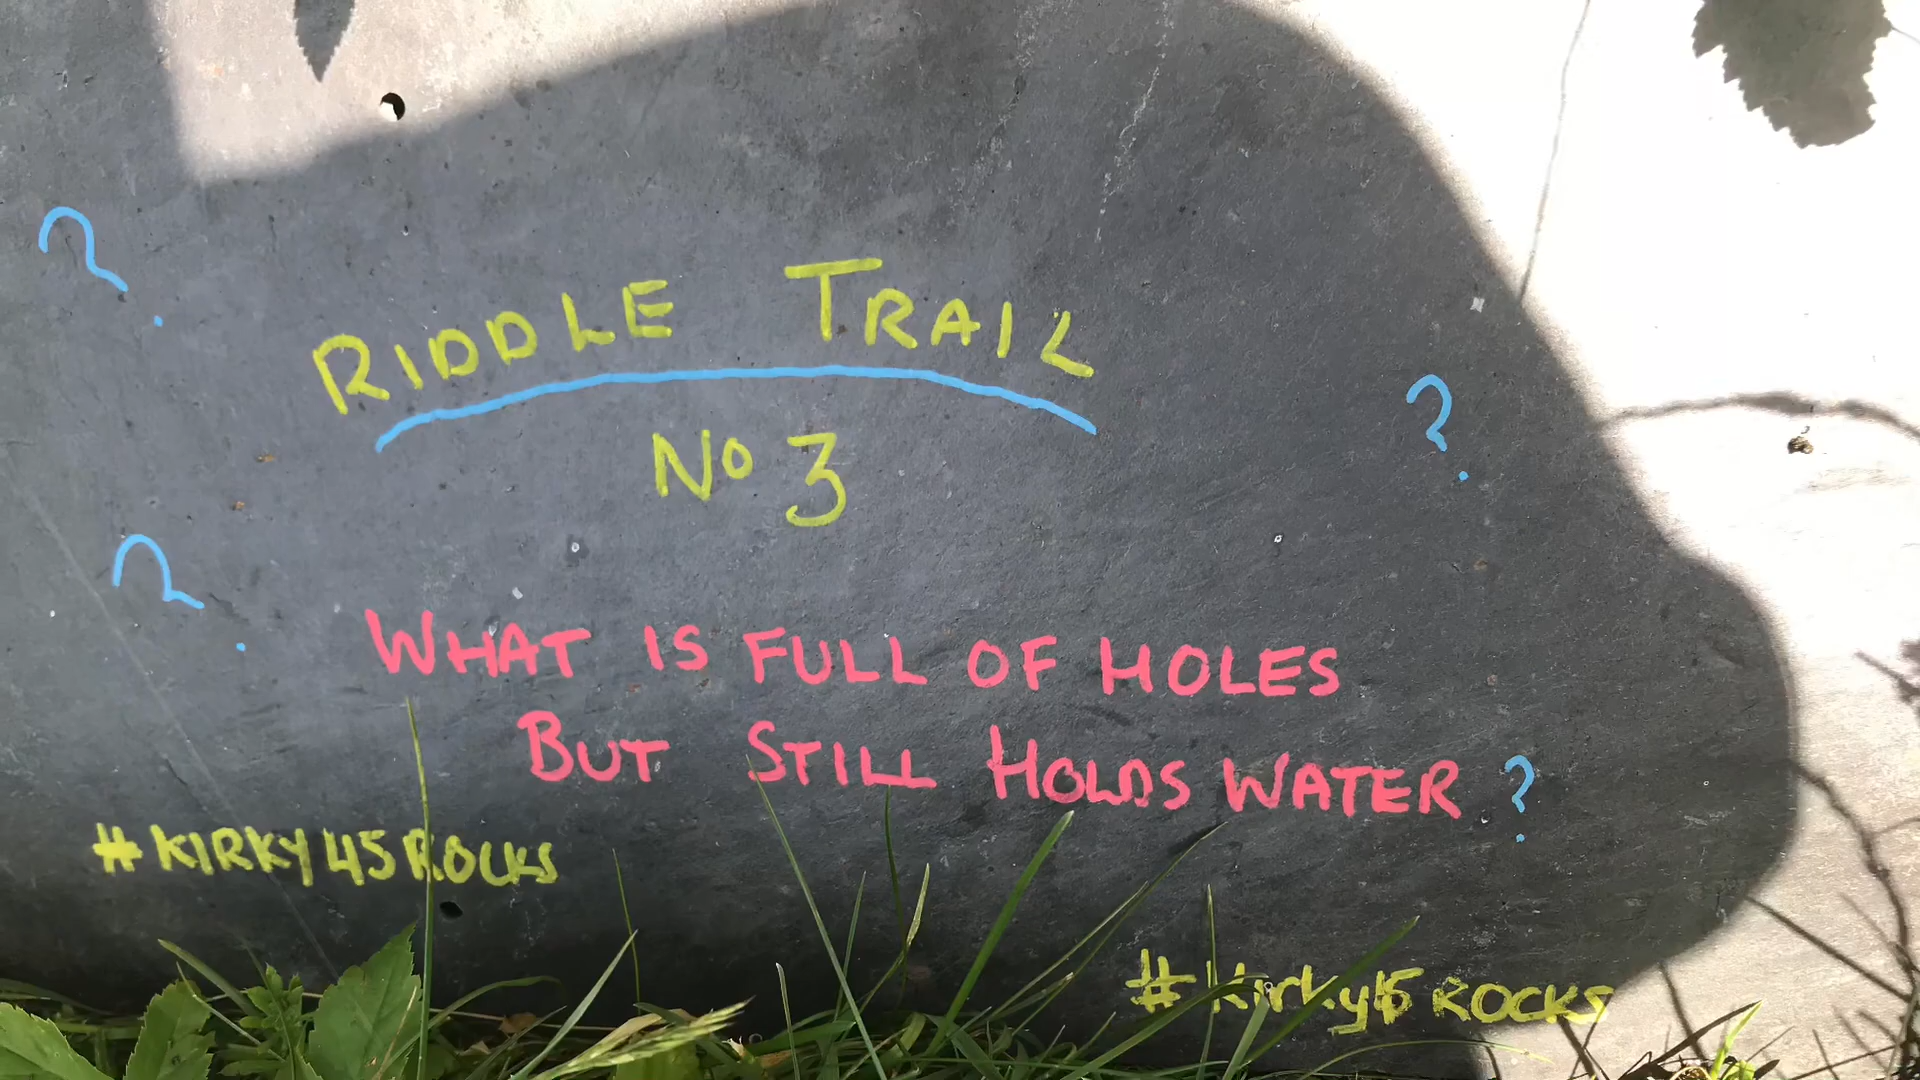 RIDDLE TRAIL
No 3
WHAT IS FULL OF HOLES
BUT STILL HOLDS WATER?
#KIRKY45ROCKS
#Kirky45 ROCKS